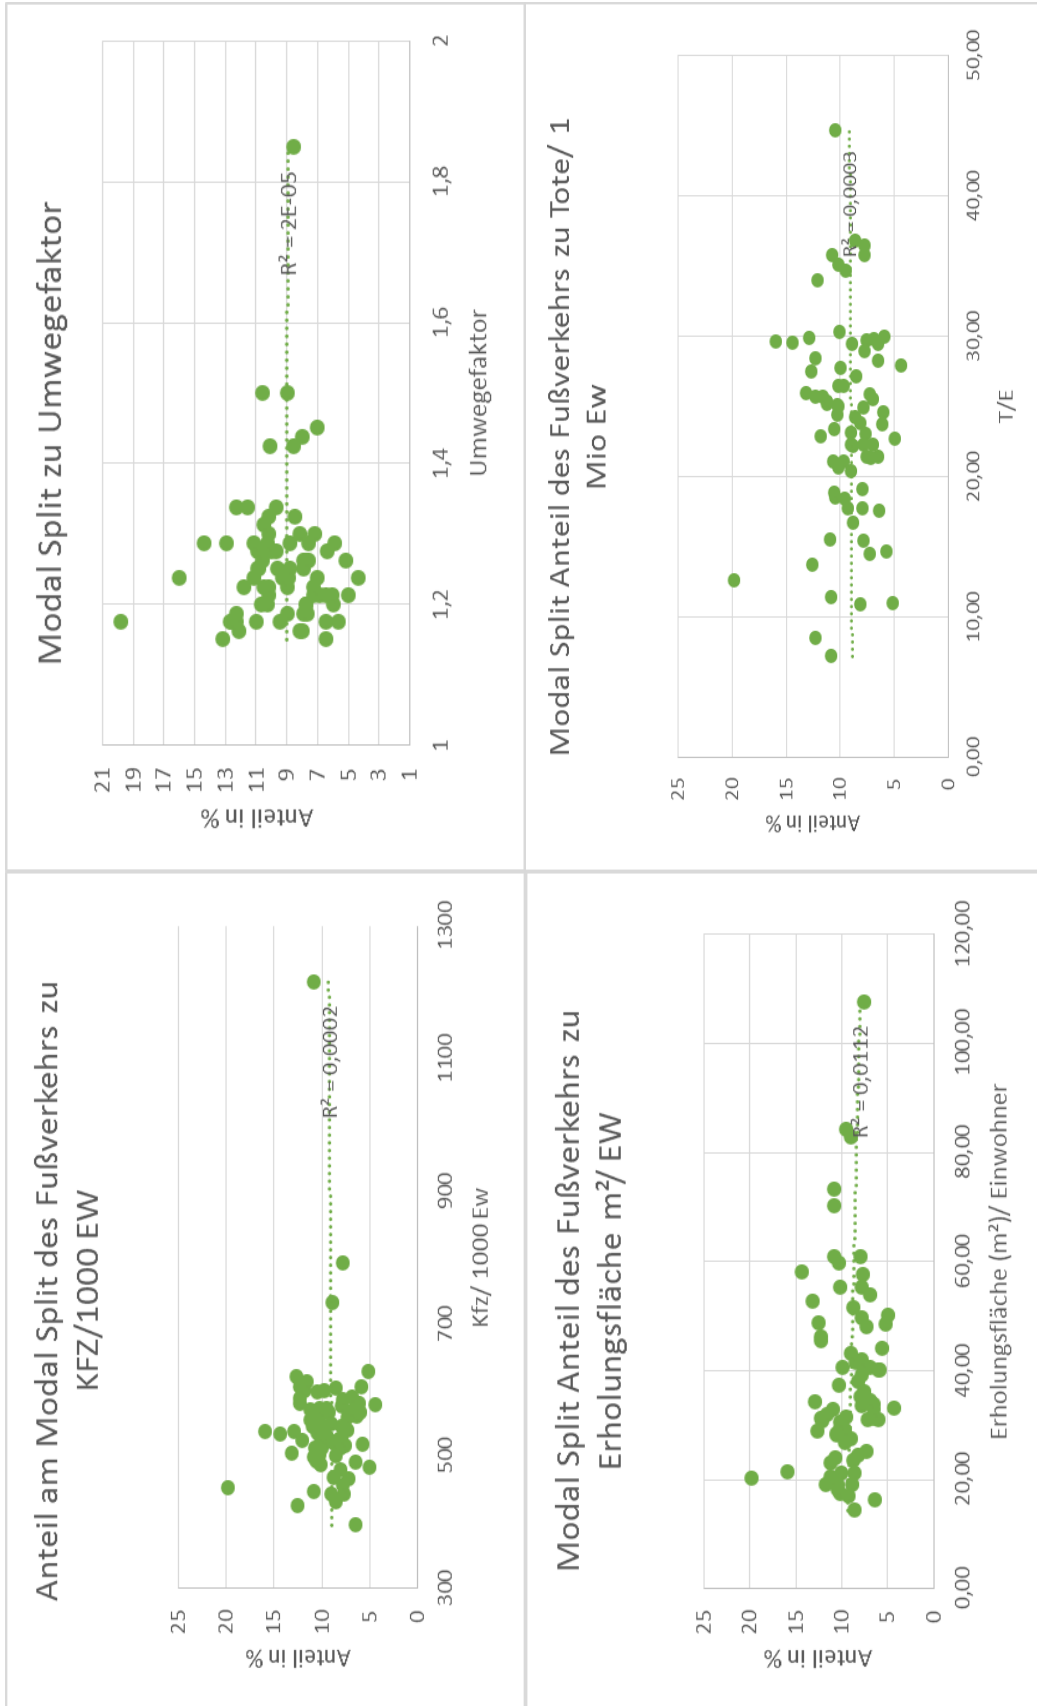 Anteil am Modal Split des Fußverkehrs zu
KFZ/1000 EW
Anteil in %
25
20
15
10
5
0
R² = 0,0002
300
500
700
900
1100
1300
Kfz/ 1000 Ew
Modal Split zu Umwegefaktor
Anteil in %
21
19
17
15
13
11
9
7
5
3
1
R² = 2E-05
1
1,2
1,4
1,6
1,8
2
Umwegefaktor
Modal Split Anteil des Fußverkehrs zu
Erholungsfläche m²/ EW
Anteil in %
25
20
15
10
5
0
R² = 0,0112
0,00
20,00
40,00
60,00
80,00
100,00
120,00
Erholungsfläche (m²)/ Einwohner
Modal Split Anteil des Fußverkehrs zu Tote/ 1
Mio Ew
Anteil in %
25
20
15
10
5
0
R² = 0,0003
0,00
10,00
20,00
30,00
40,00
50,00
T/E